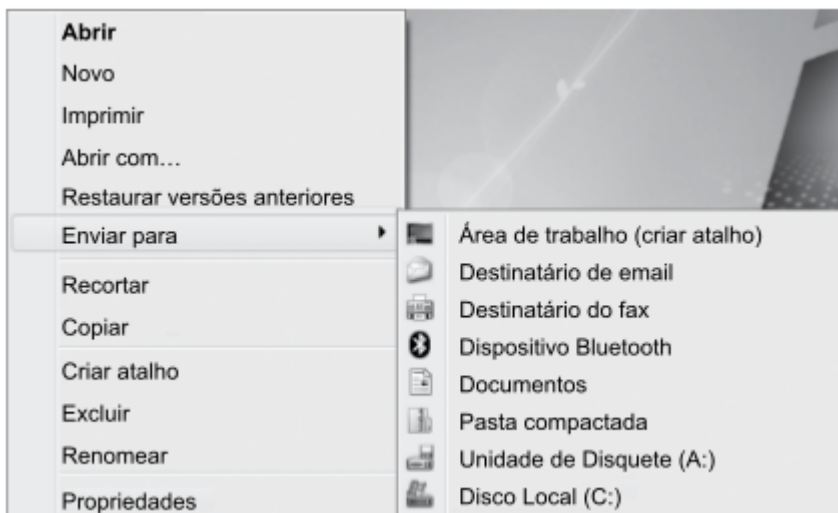 Abrir
Novo
Imprimir
Abrir com...
Restaurar versões anteriores
Enviar para
Recortar
Copiar
Criar atalho
Excluir
Renomear
Propriedades
Área de trabalho (criar atalho)
Destinatário de email
Destinatário do fax
Dispositivo Bluetooth
Documentos
Pasta compactada
Unidade de Disquete (A:)
Disco Local (C:)